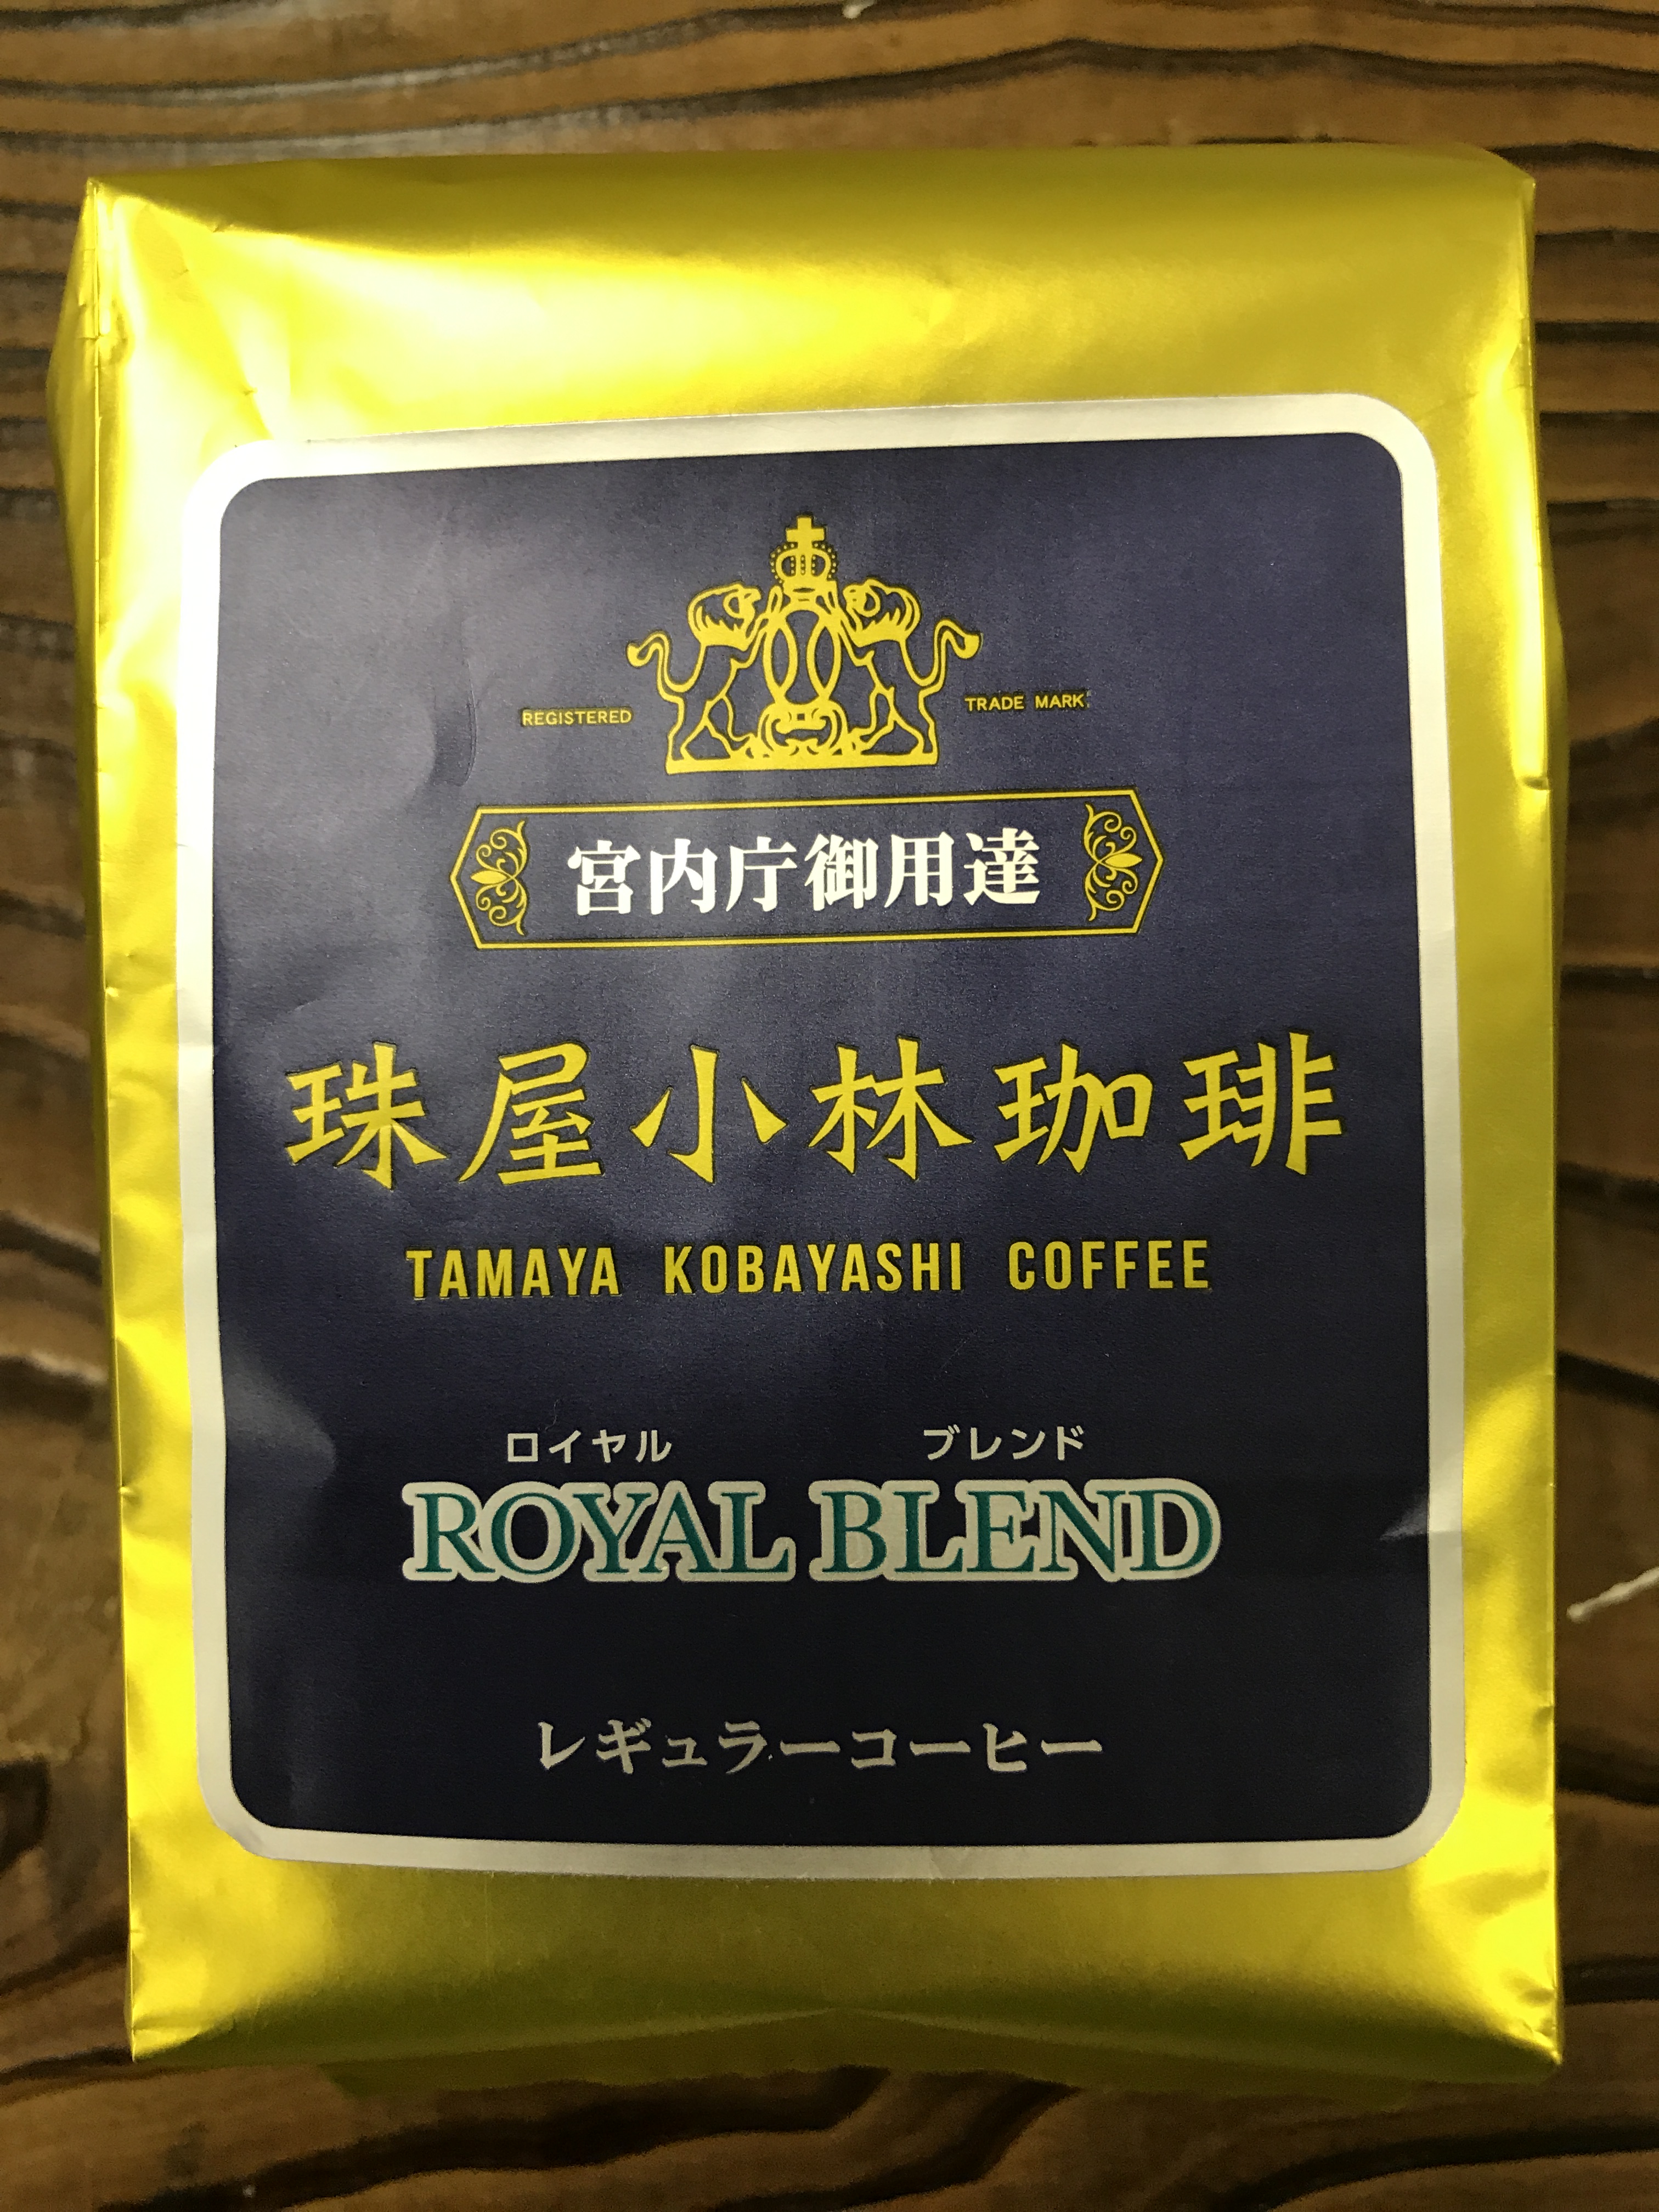 REGISTERED TRADE MARK
宮内庁御用達
珠屋小林珈琲
TAMAYA KOBAYASHI COFFEE
ロイヤル ブレンド
ROYAL BLEND
レギュラーコーヒー